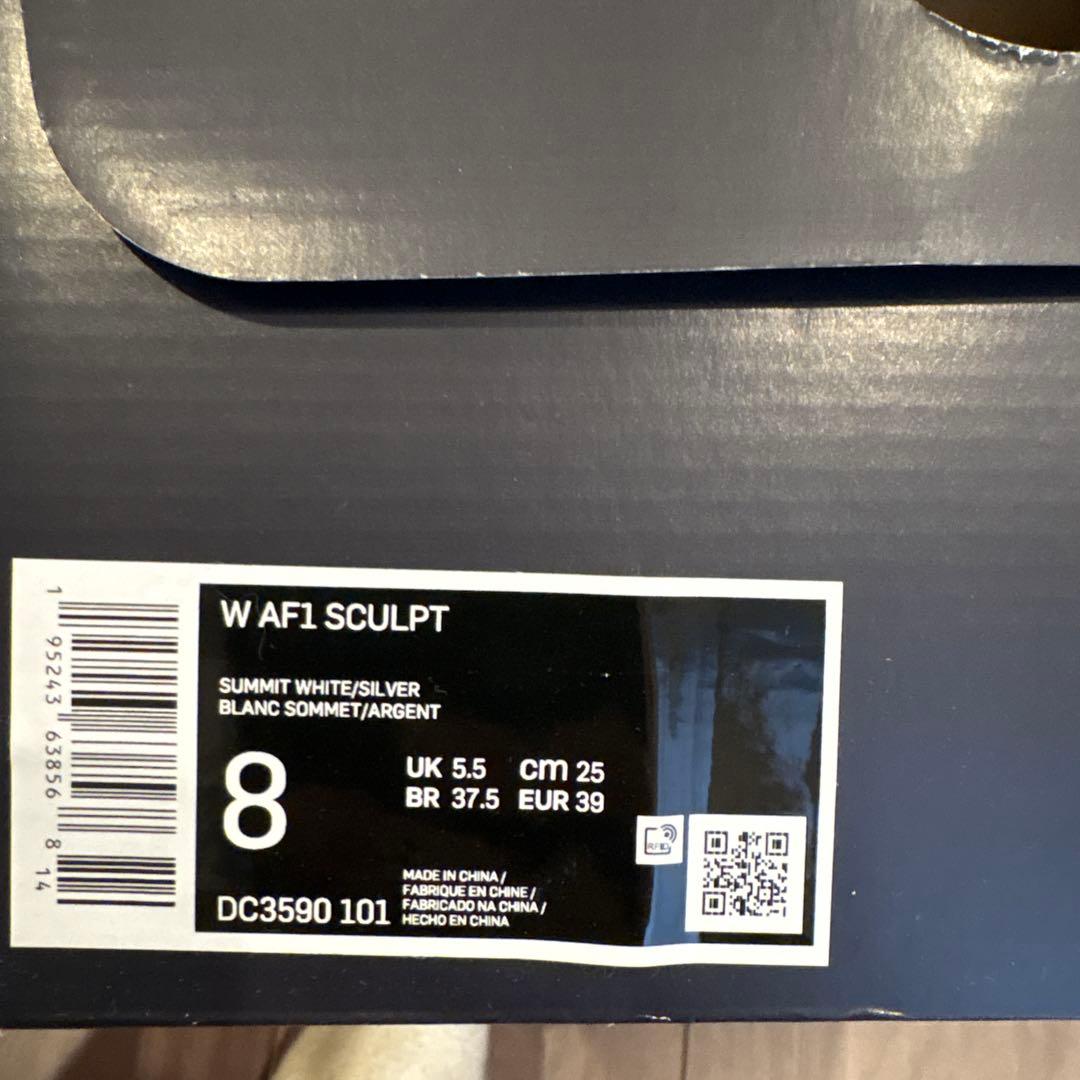 W AF1 SCULPT
SUMMIT WHITE/SILVER
BLANC SOMMET/ARGENT
8
UK 5.5 cm 25
BR 37.5 EUR 39
DC3590 101
MADE IN CHINA /
FABRIQUE EN CHINE /
FABRICADO NA CHINA /
HECHO EN CHINA
RFID
1 95243 63856 8 14